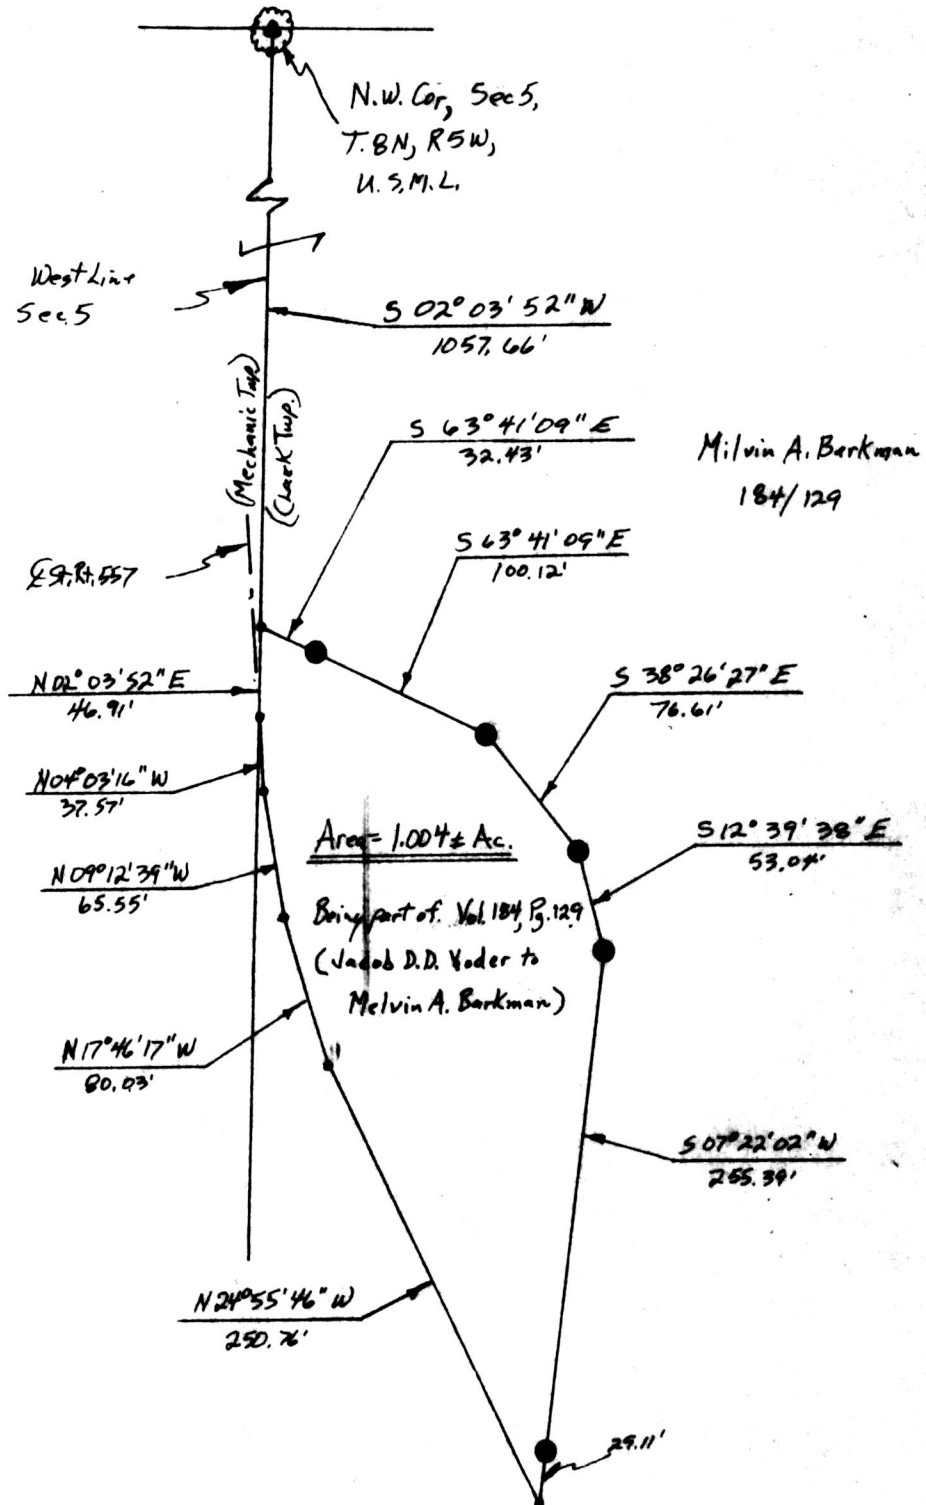 N.W. Cor, Sec 5,
T. 8N, R5W,
U.S.M.L.
West Line
Sec. 5
S 02° 03' 52" W
1057.66'
(Mechanic Twp.)
(Clark Twp.)
S 63° 41' 09" E
32.43'
Milvin A. Barkman
184/129
S 63° 41' 09" E
100.12'
℄ St. Rt. 557
N 02° 03' 52" E
46.91'
S 38° 26' 27" E
76.61'
N 04° 03' 16" W
37.57'
Area = 1.004 ± Ac.
S 12° 39' 38" E
53.04'
N 09° 12' 39" W
65.55'
Being part of Vol. 184, Pg. 129
(Jacob D.D. Yoder to
Melvin A. Barkman)
N 17° 46' 17" W
80.03'
S 07° 22' 02" W
255.39'
N 24° 55' 46" W
250.76'
29.11'